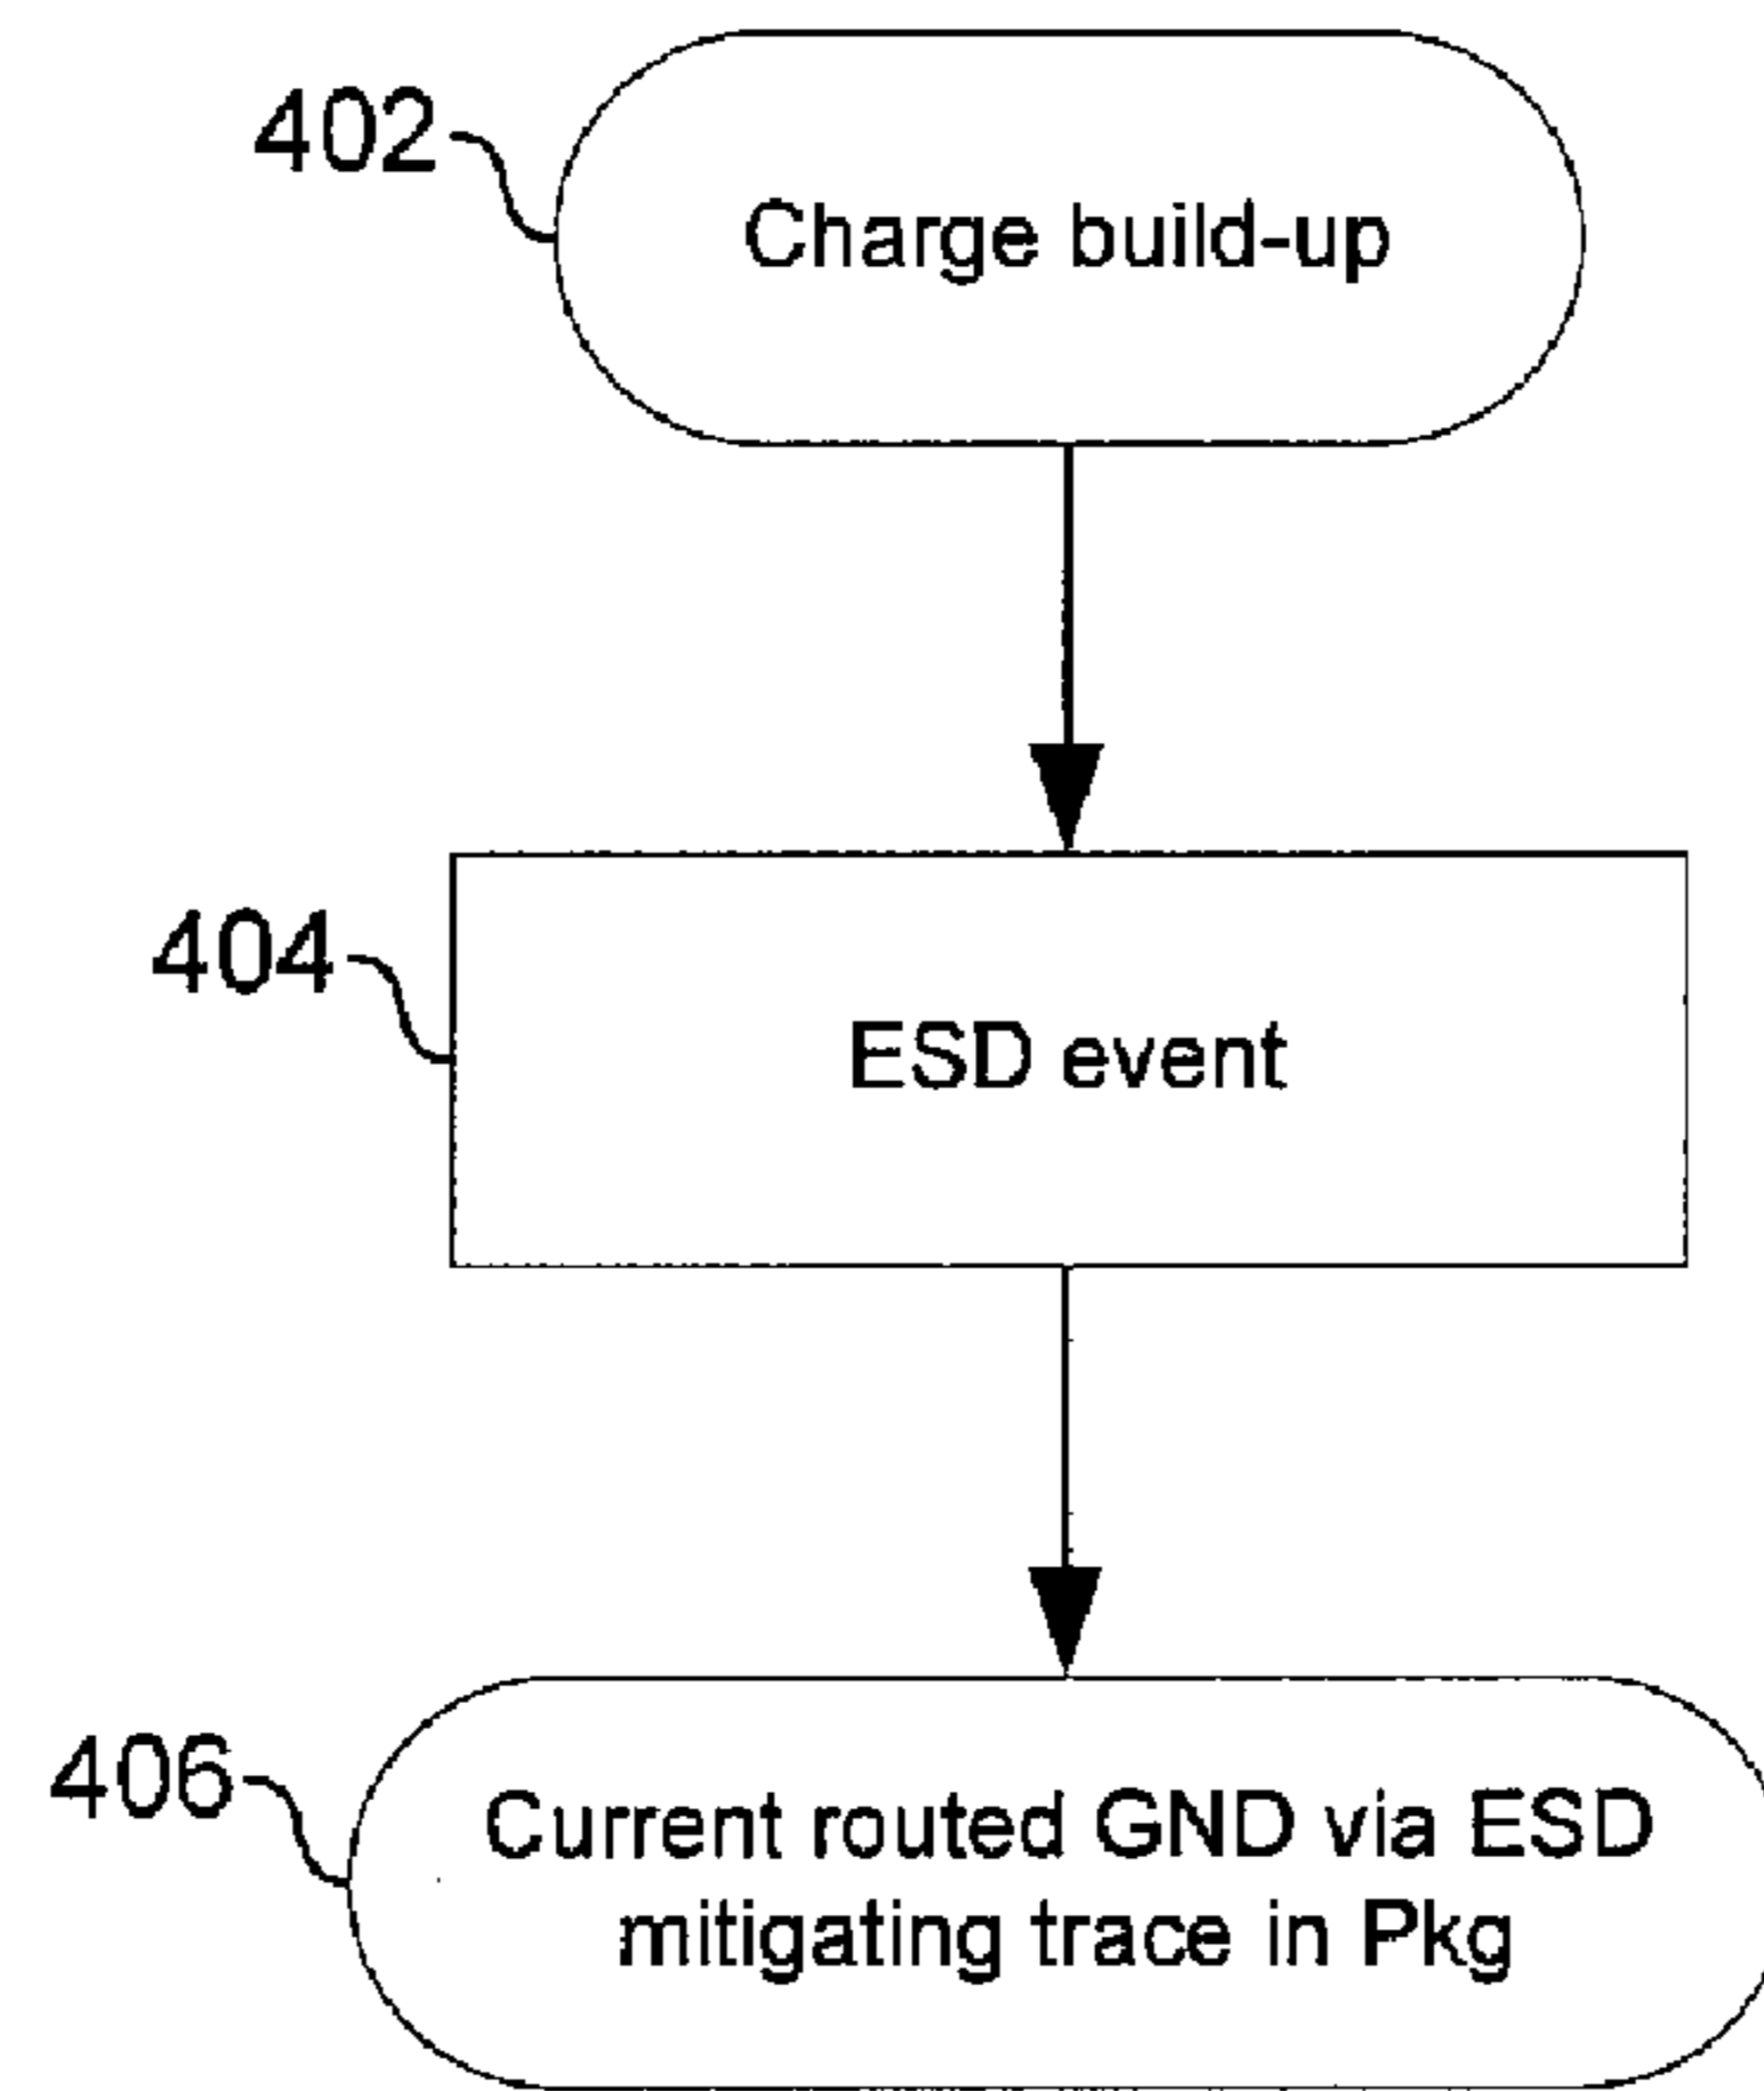 402
Charge build-up
404
ESD event
406
Current routed GND via ESD
mitigating trace in Pkg